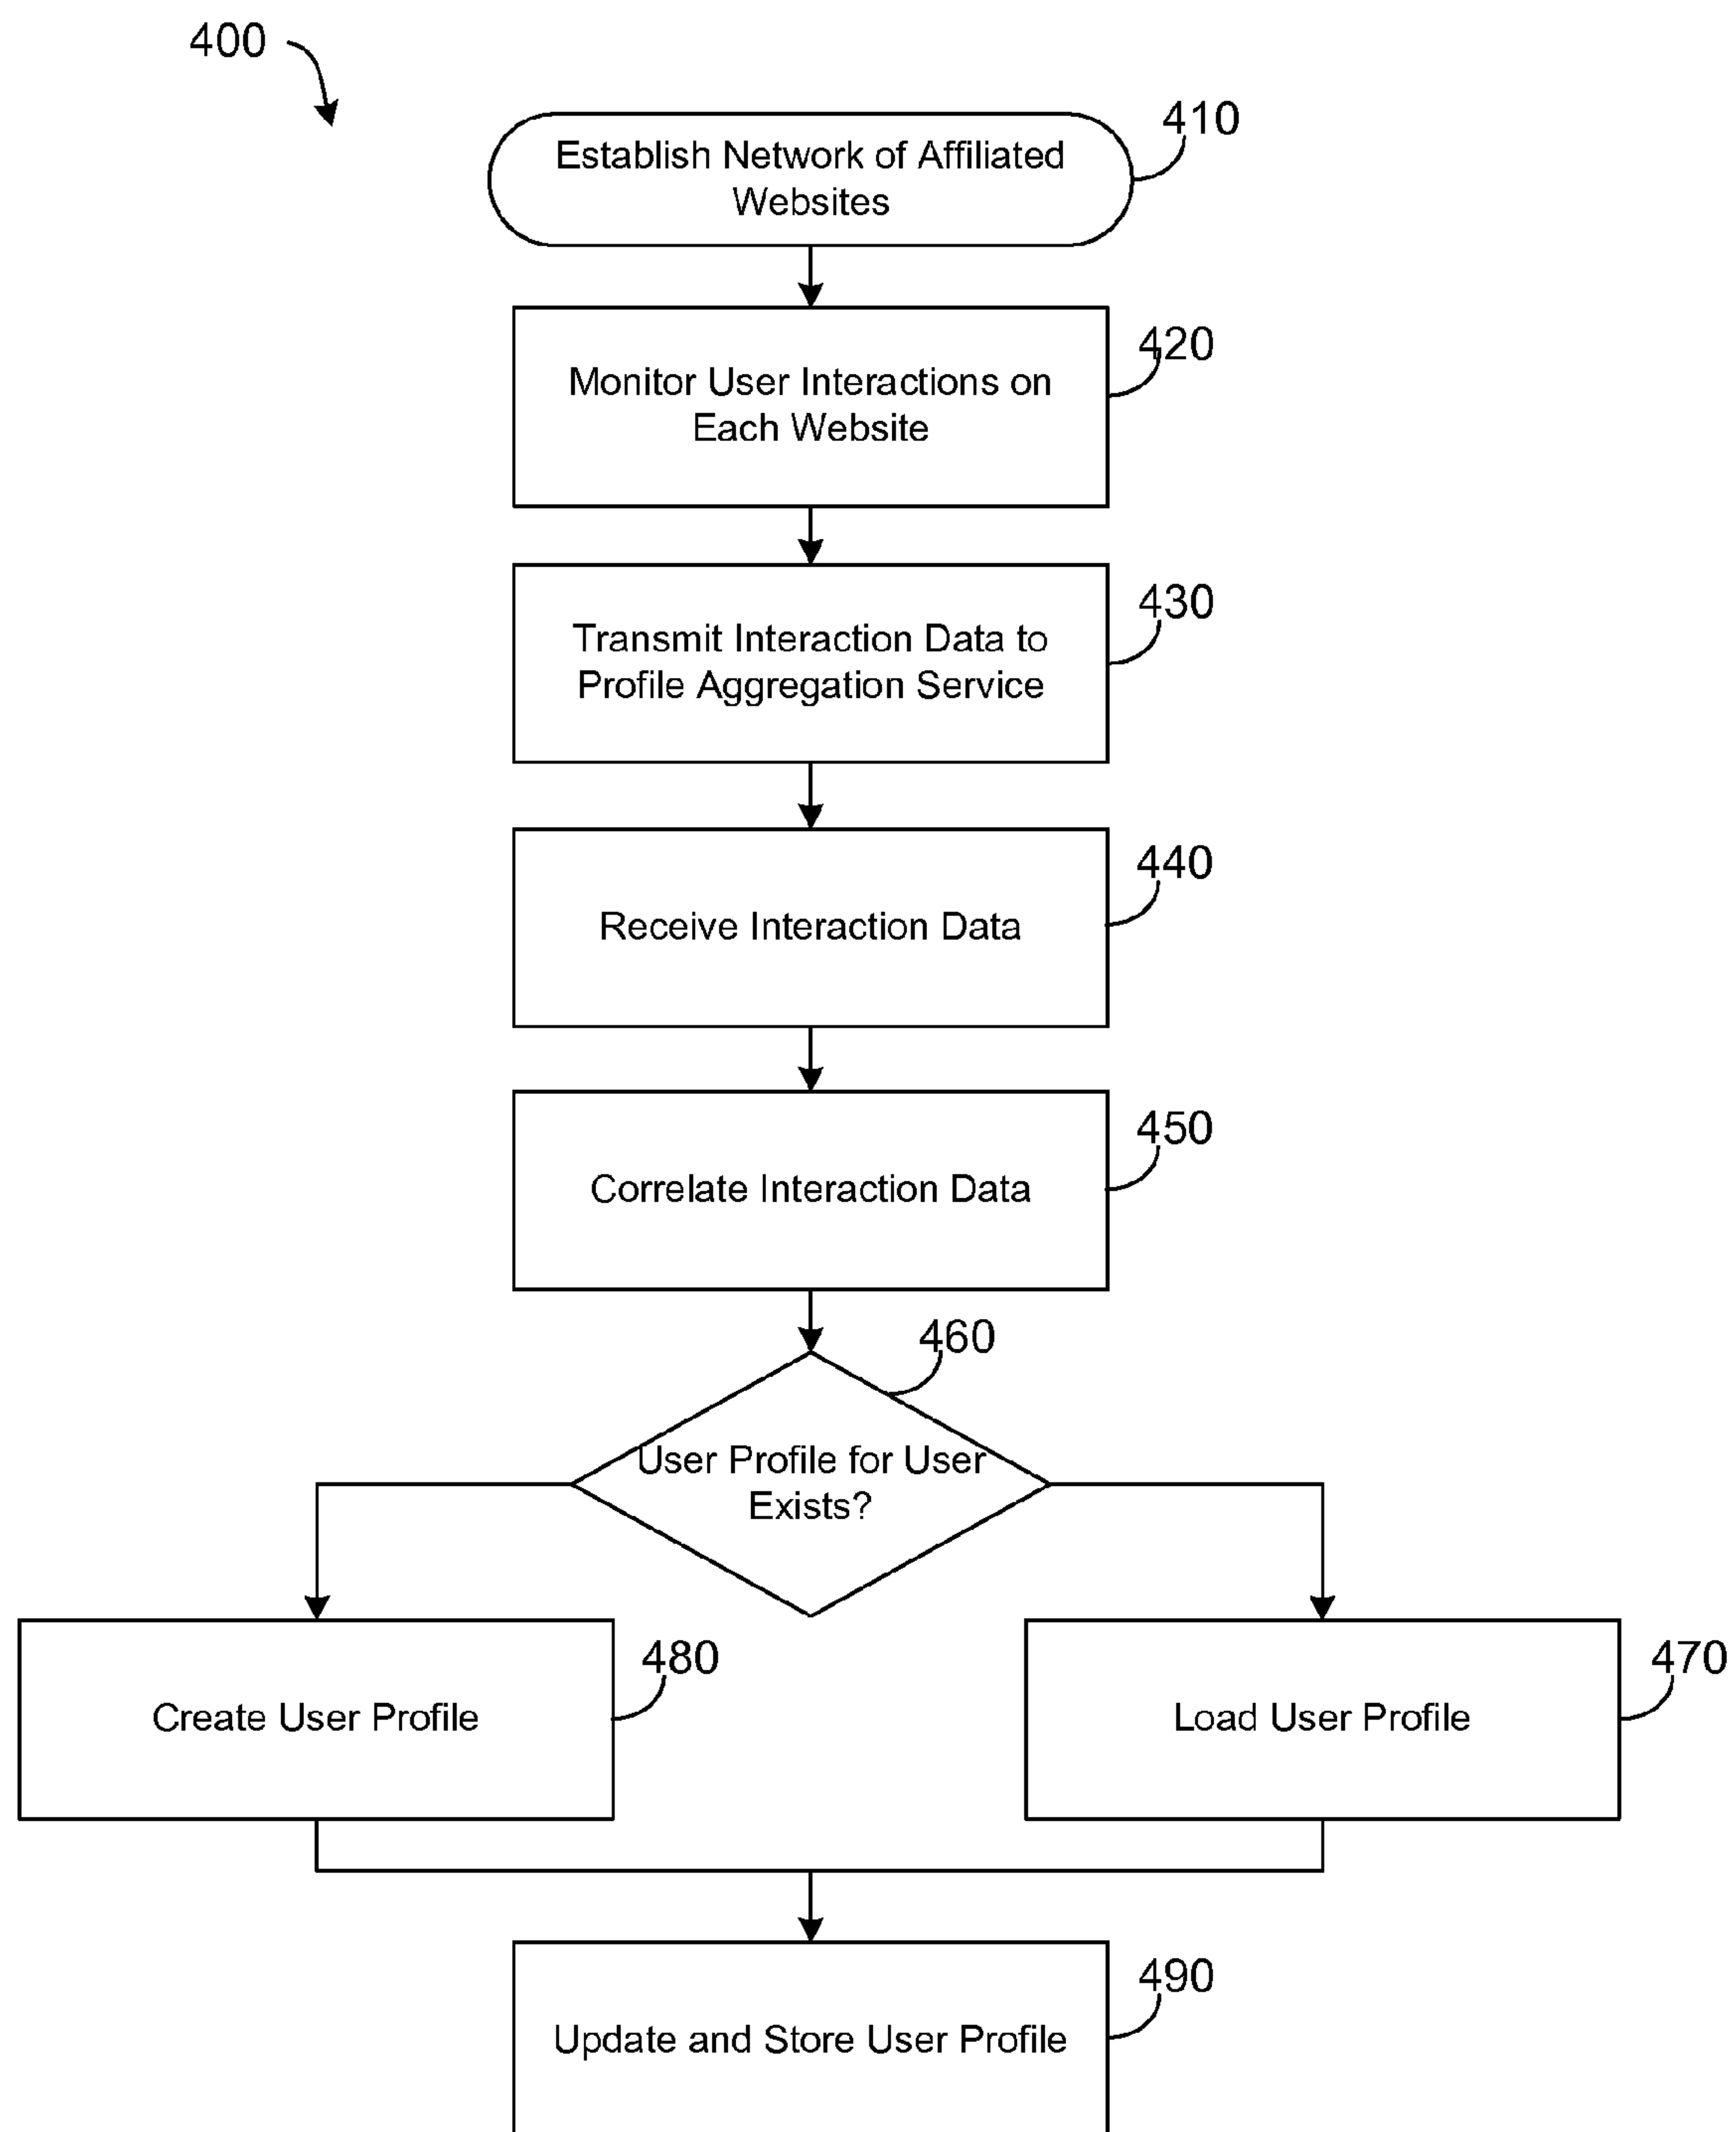 400
410
Establish Network of Affiliated
Websites
420
Monitor User Interactions on
Each Website
430
Transmit Interaction Data to
Profile Aggregation Service
440
Receive Interaction Data
450
Correlate Interaction Data
460
User Profile for User
Exists?
480
Create User Profile
470
Load User Profile
490
Update and Store User Profile